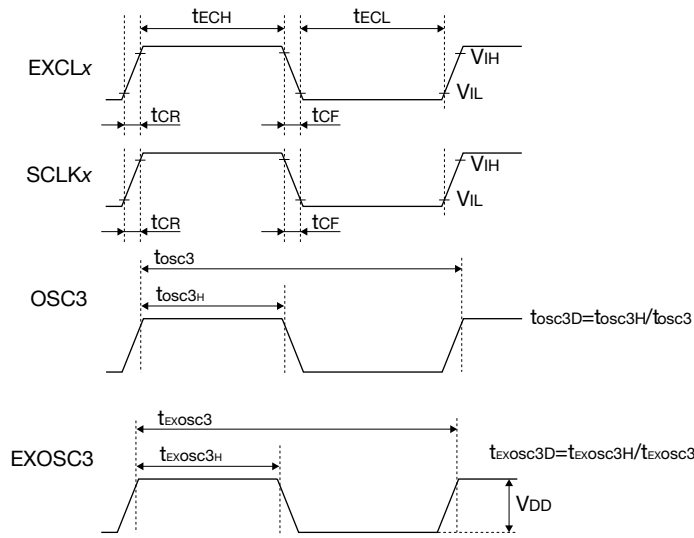 tECH
tECL
EXCLx
VIH
VIL
tCR
tCF
SCLKx
VIH
VIL
tCR
tCF
tosc3
OSC3
tosc3H
tosc3D=tosc3H/tosc3
tEXosc3
EXOSC3
tEXosc3H
tEXosc3D=tEXosc3H/tEXosc3
VDD